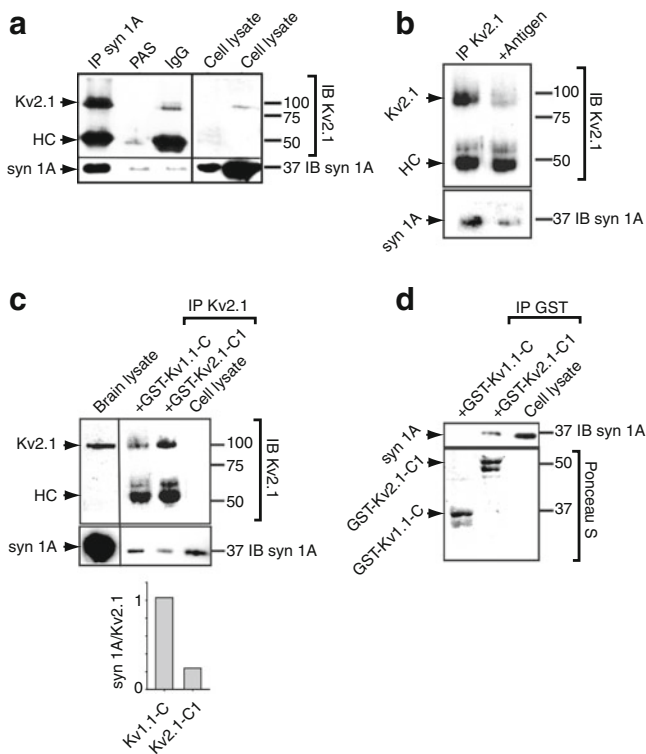 a
IP syn 1A
PAS
IgG
Cell lysate
Cell lysate
Kv2.1
HC
syn 1A
100
75
50
37 IB syn 1A
IB Kv2.1
b
IP Kv2.1
+Antigen
Kv2.1
HC
syn 1A
100
75
50
37 IB syn 1A
IB Kv2.1
c
IP Kv2.1
Brain lysate
+GST-Kv1.1-C
+GST-Kv2.1-C1
Cell lysate
Kv2.1
HC
syn 1A
100
75
50
37 IB syn 1A
IB Kv2.1
syn 1A/Kv2.1
1
0
Kv1.1-C
Kv2.1-C1
d
IP GST
+GST-Kv1.1-C
+GST-Kv2.1-C1
Cell lysate
syn 1A
GST-Kv2.1-C1
GST-Kv1.1-C
37 IB syn 1A
50
37
Ponceau S